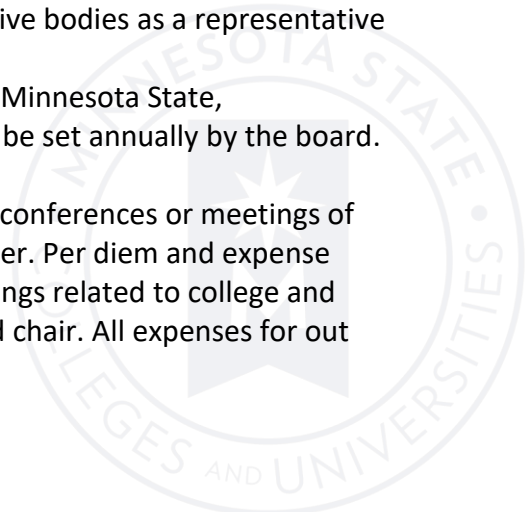 ive bodies as a representative
Minnesota State,
be set annually by the board.
conferences or meetings of
er. Per diem and expense
ngs related to college and
d chair. All expenses for out
MINNESOTA STATE
COLLEGES AND UNIVERSITIES